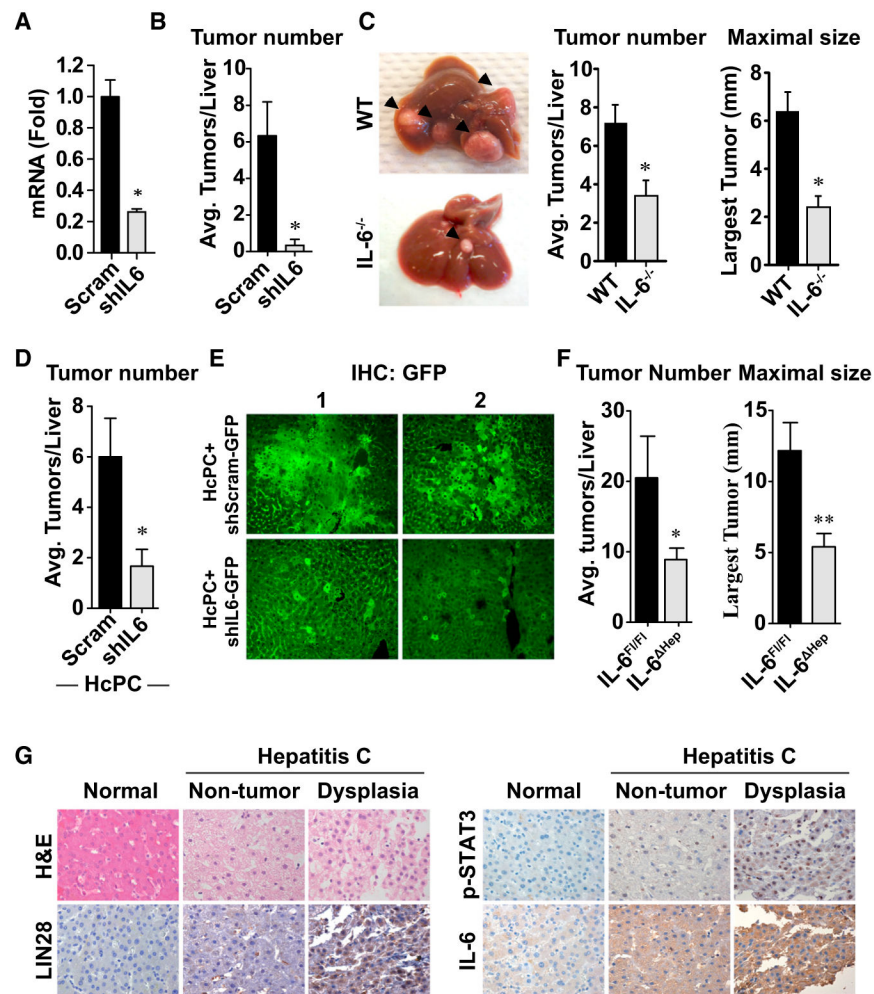 A
mRNA (Fold)
1.0
0.8
0.6
0.4
0.2
0.0
*
Scram
shIL6
B
Tumor number
Avg. Tumors/Liver
8
6
4
2
0
*
Scram
shIL6
C
WT
IL-6-/-
Tumor number
Avg. Tumors/Liver
10
8
6
4
2
0
*
WT
IL-6-/-
Maximal size
Largest Tumor (mm)
8
6
4
2
0
*
WT
IL-6-/-
D
Tumor number
Avg. Tumors/Liver
8
6
4
2
0
*
Scram
shIL6
— HcPC —
E
IHC: GFP
1 2
HcPC+
shScram-GFP
HcPC+
shIL6-GFP
F
Tumor Number
Avg. tumors/Liver
30
20
10
0
*
IL-6Fl/Fl
IL-6ΔHep
Maximal size
Largest Tumor (mm)
15
10
5
0
**
IL-6Fl/Fl
IL-6ΔHep
G
Hepatitis C
Normal Non-tumor Dysplasia
H&E
LIN28
Hepatitis C
Normal Non-tumor Dysplasia
p-STAT3
IL-6